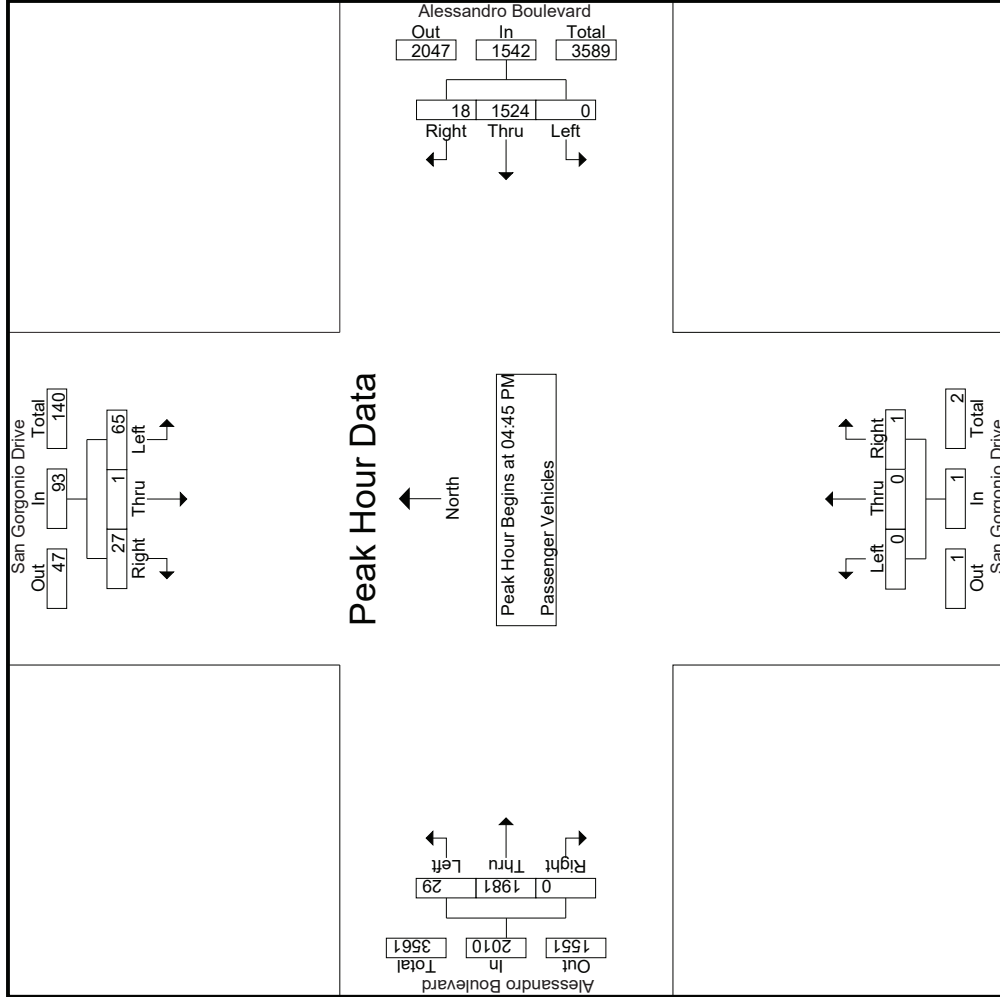 Alessandro Boulevard
Out In Total
2047 1542 3589
18 1524 0
Right Thru Left
San Gorgonio Drive
Out In Total
47 93 140
27 1 65
Right Thru Left
Peak Hour Data
North
Peak Hour Begins at 04:45 PM
Passenger Vehicles
Left Thru Right
0 0 1
1 1 2
Out In Total
San Gorgonio Drive
Right Thru Left
0 1981 29
1551 2010 3561
Out In Total
Alessandro Boulevard